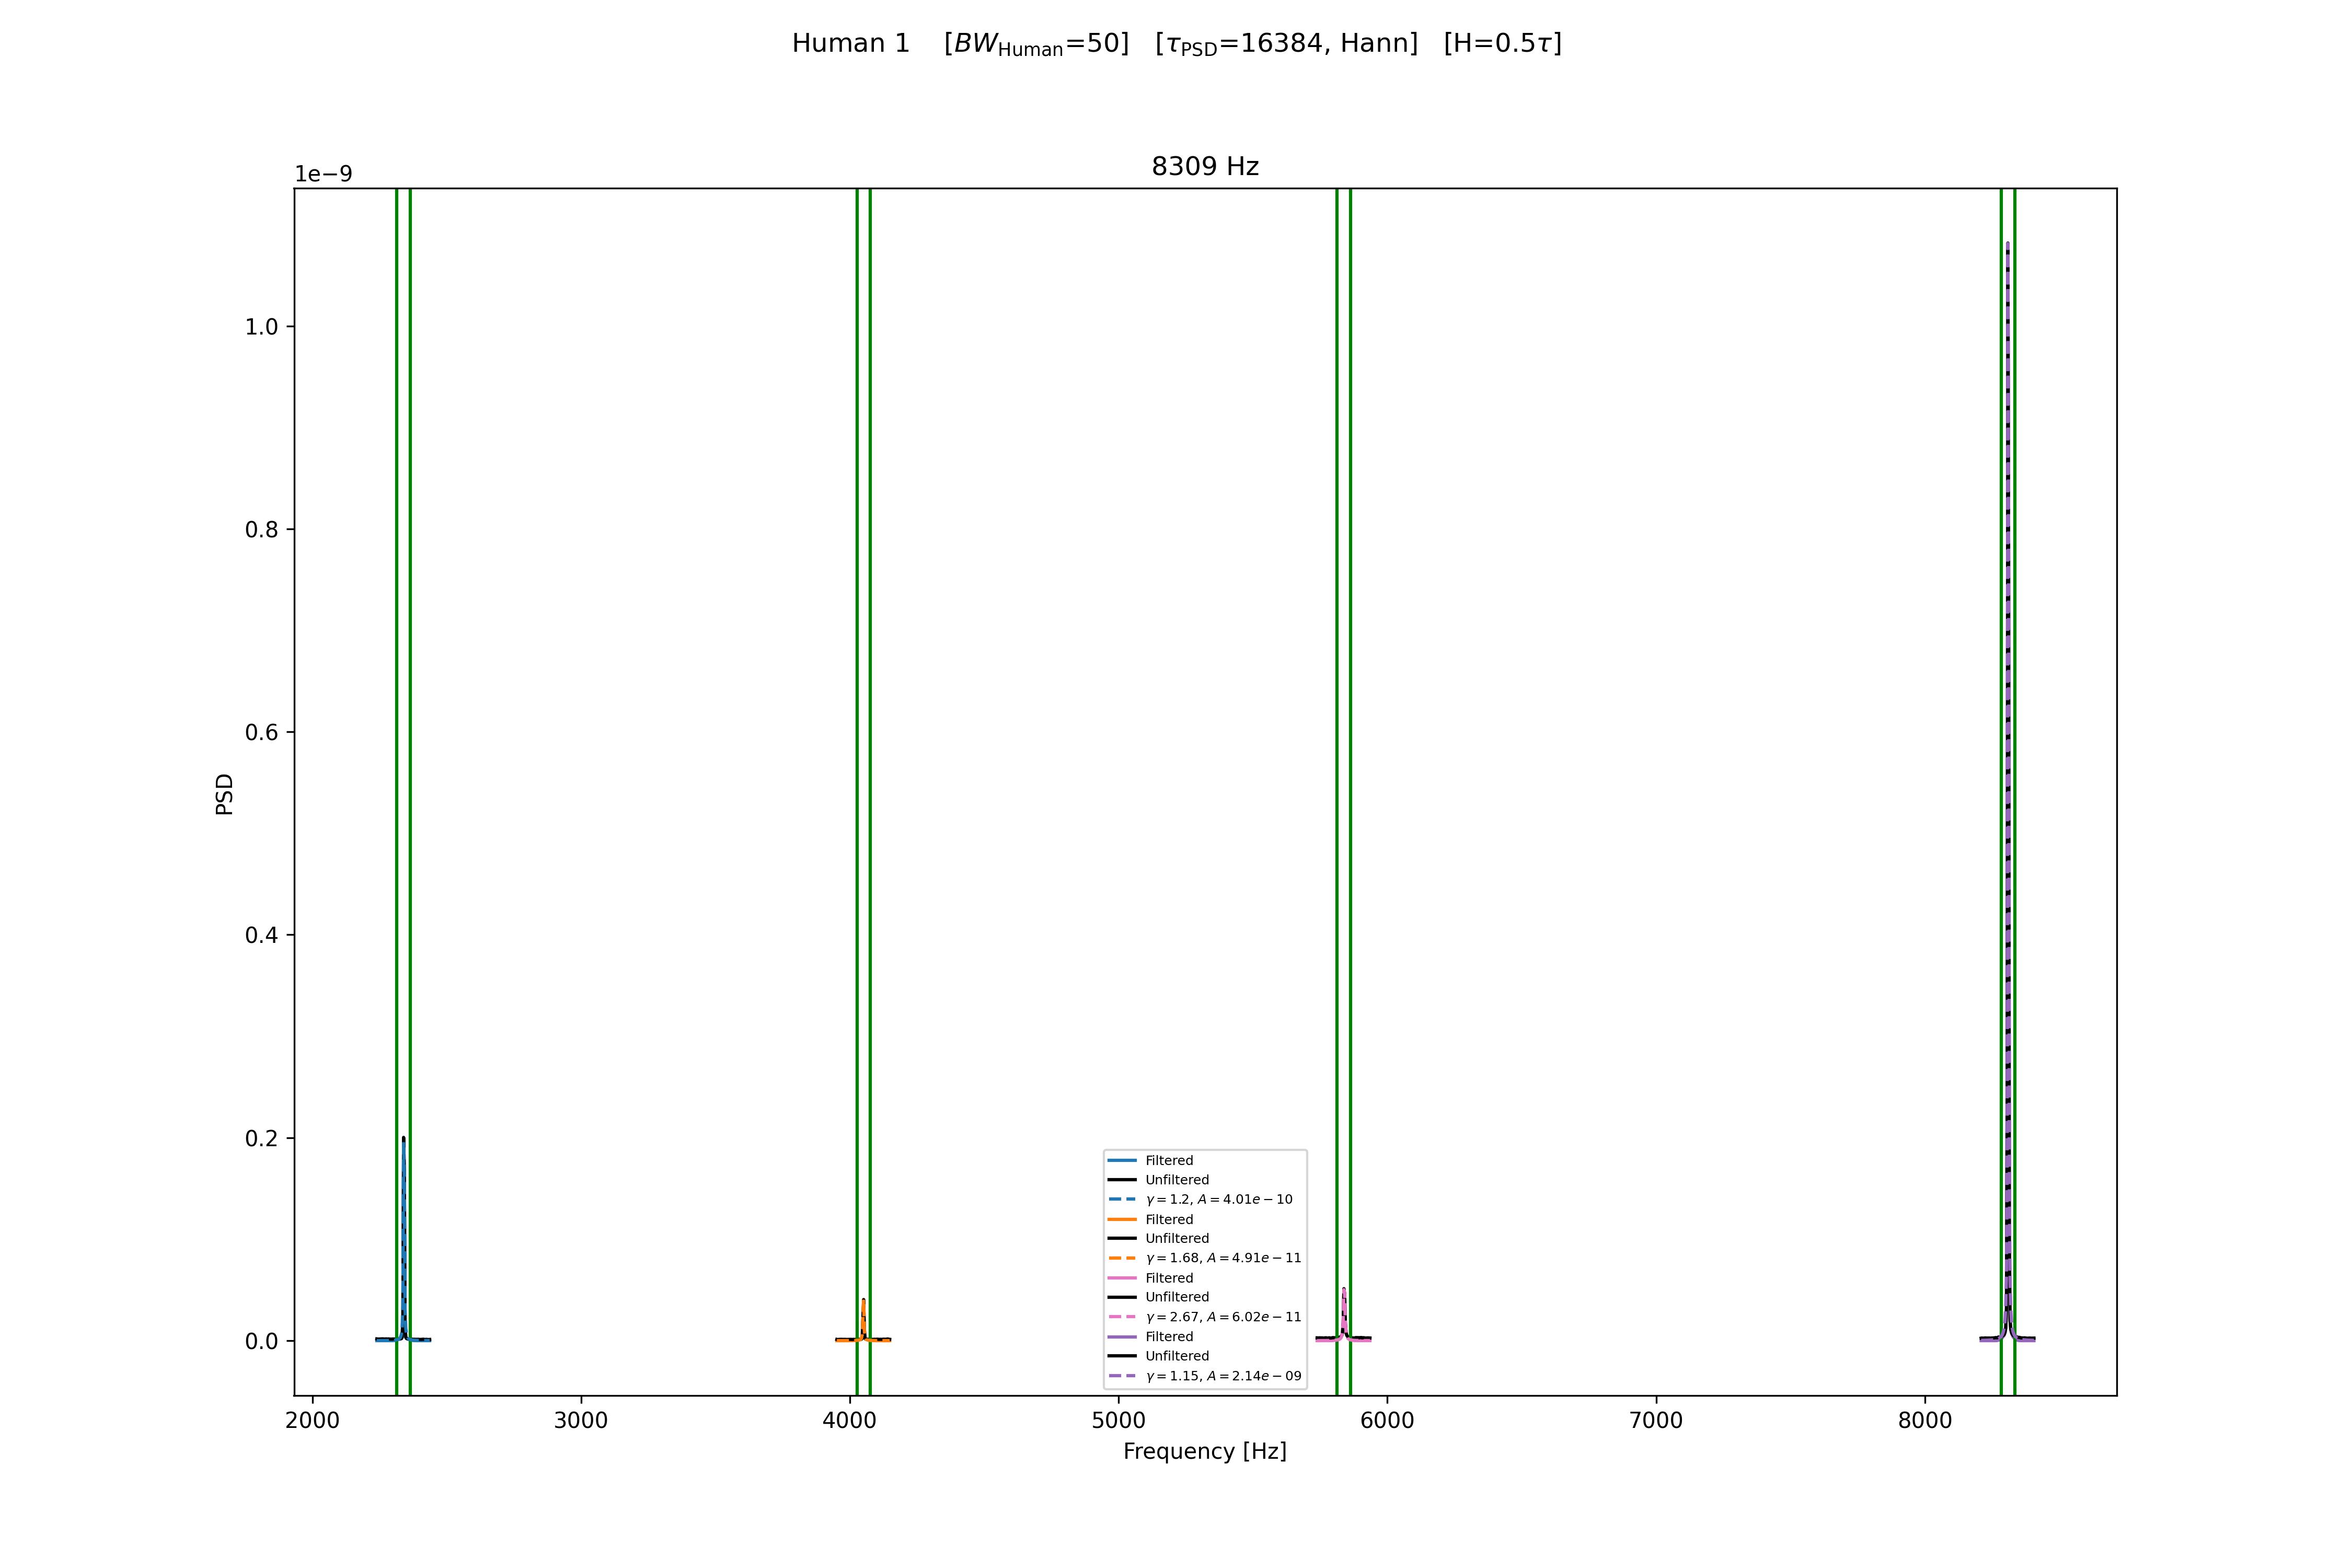 Human 1 [BW_Human=50] [τ_PSD=16384, Hann] [H=0.5τ]
8309 Hz
1e−9
1.0
0.8
0.6
0.4
0.2
0.0
PSD
Filtered
Unfiltered
γ = 1.2, A = 4.01e − 10
Filtered
Unfiltered
γ = 1.68, A = 4.91e − 11
Filtered
Unfiltered
γ = 2.67, A = 6.02e − 11
Filtered
Unfiltered
γ = 1.15, A = 2.14e − 09
2000 3000 4000 5000 6000 7000 8000
Frequency [Hz]